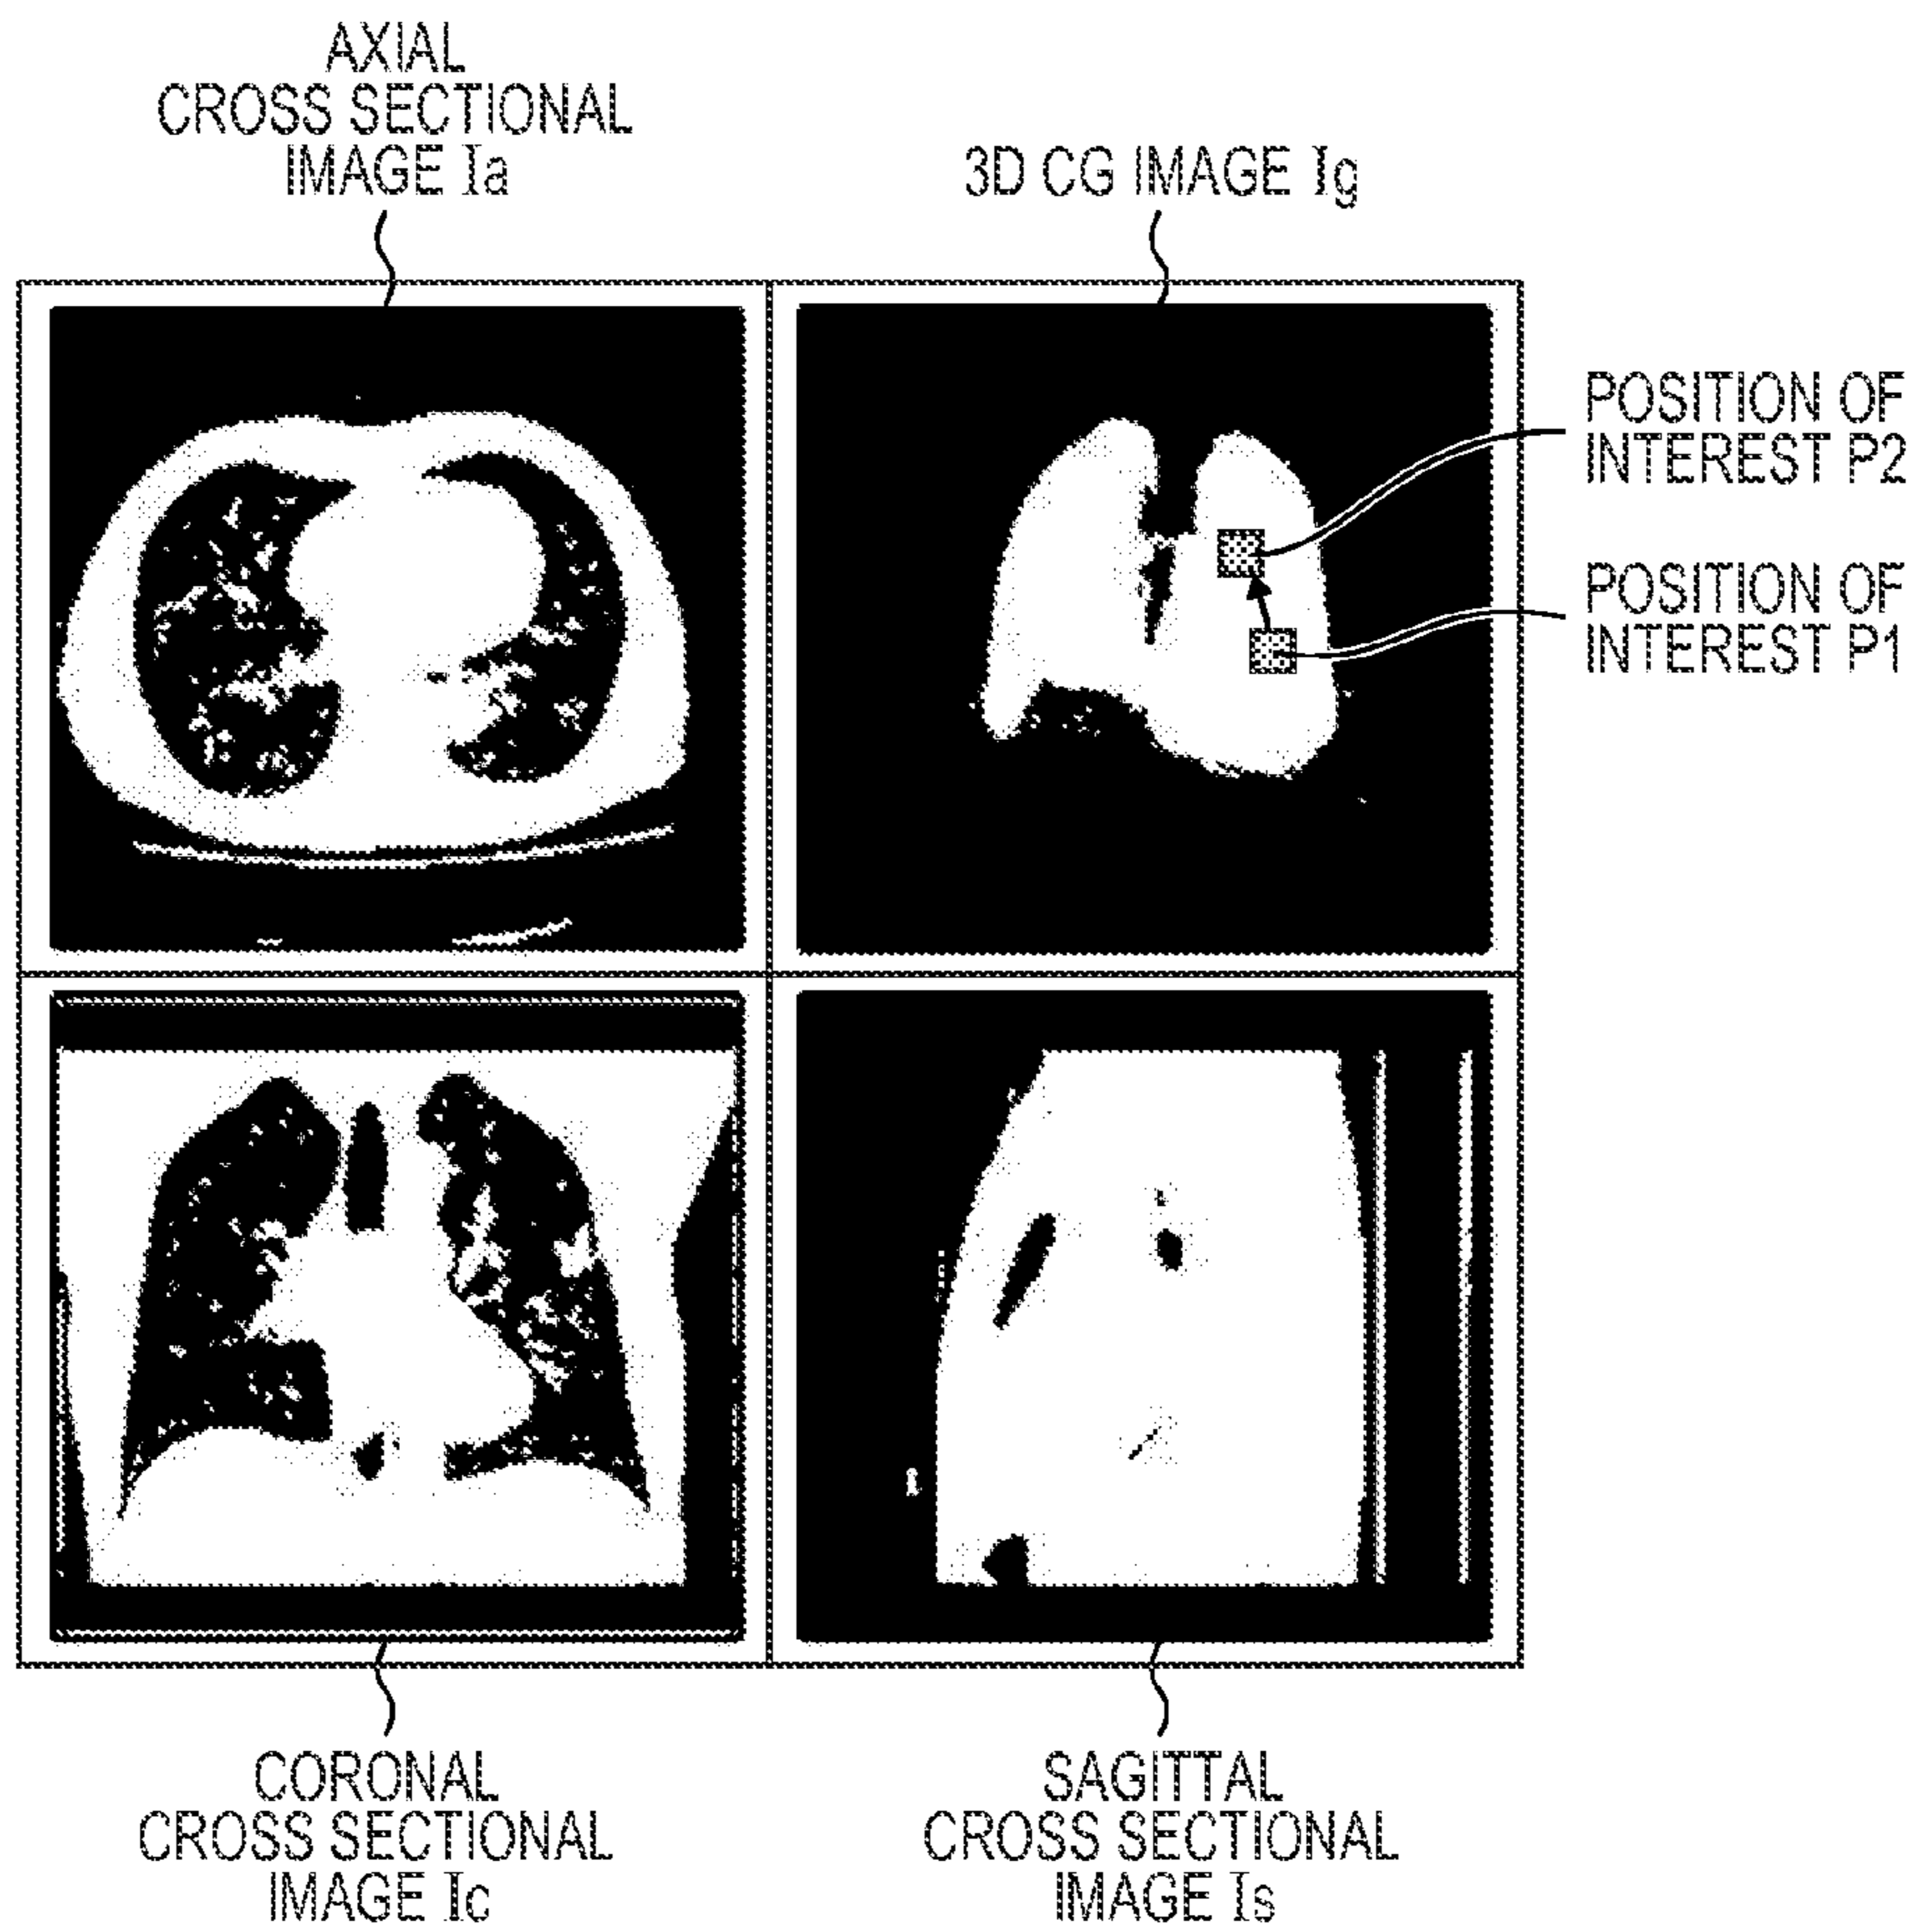 AXIAL
CROSS SECTIONAL
IMAGE Ia
3D CG IMAGE Ig
POSITION OF
INTEREST P2
POSITION OF
INTEREST P1
CORONAL
CROSS SECTIONAL
IMAGE Ic
SAGITTAL
CROSS SECTIONAL
IMAGE Is